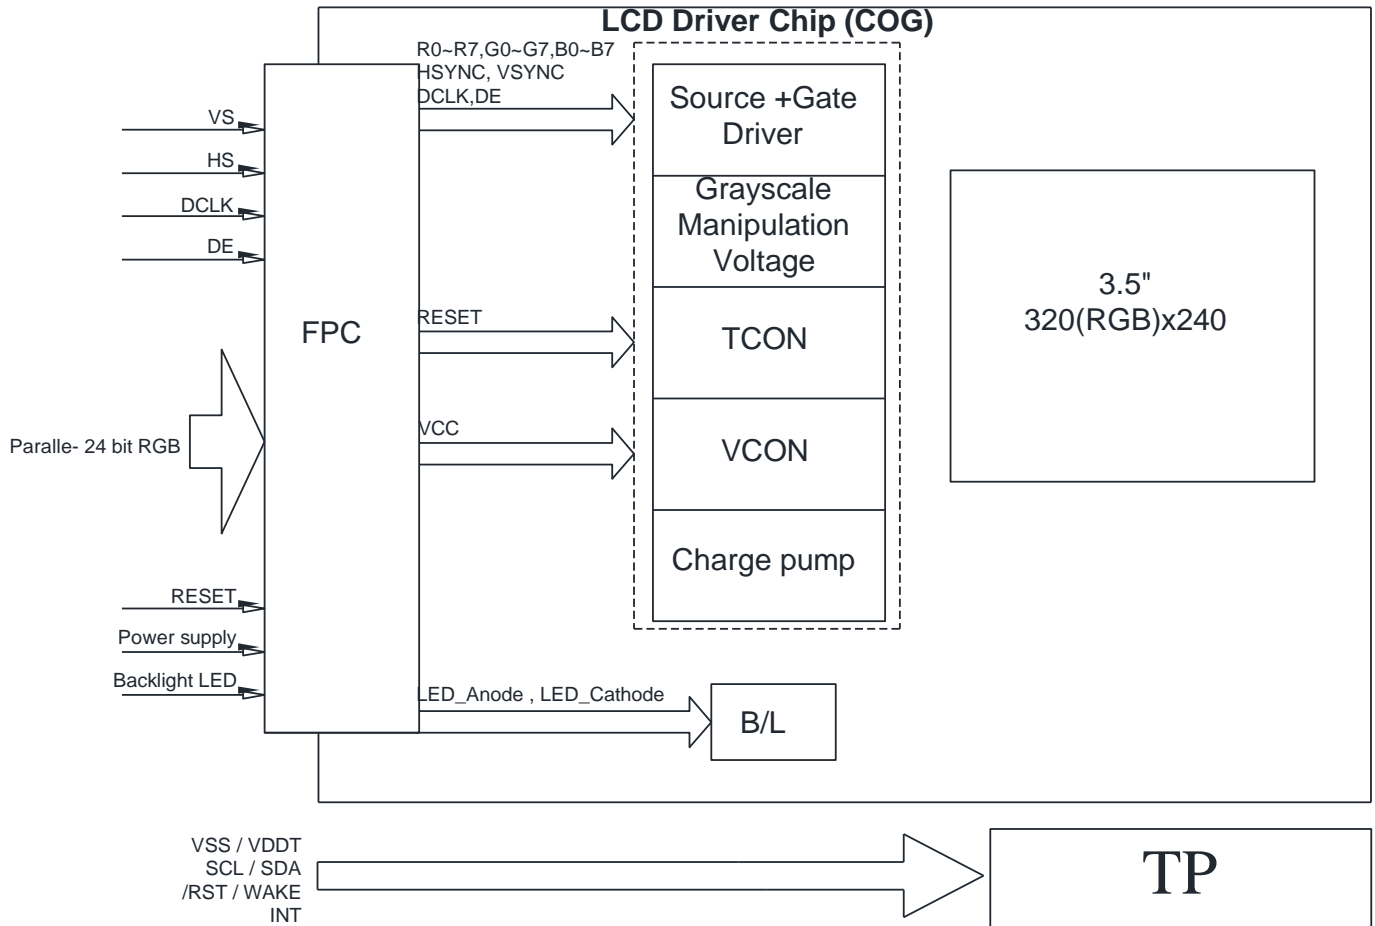 LCD Driver Chip (COG)
R0~R7,G0~G7,B0~B7
HSYNC, VSYNC
DCLK,DE
Source +Gate
Driver
VS
HS
DCLK
DE
Grayscale
Manipulation
Voltage
3.5"
320(RGB)x240
FPC
RESET
TCON
VCC
VCON
Paralle- 24 bit RGB
Charge pump
RESET
Power supply
Backlight LED
LED_Anode , LED_Cathode
B/L
VSS / VDDT
SCL / SDA
/RST / WAKE
INT
TP